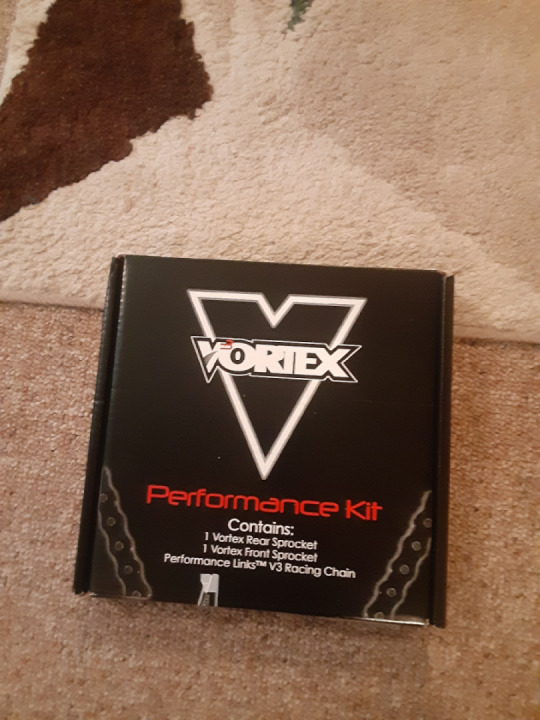 VORTEX
Performance Kit
Contains:
1 Vortex Rear Sprocket
1 Vortex Front Sprocket
Performance Links™ V3 Racing Chain